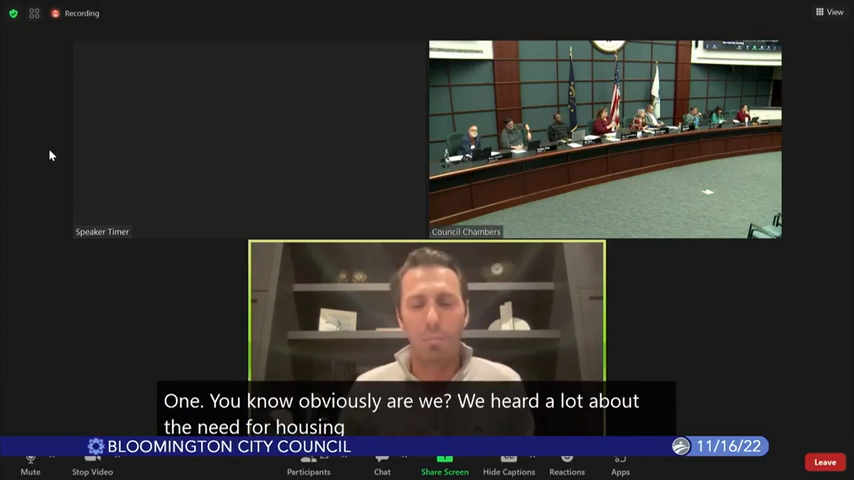 Recording
View
Speaker Timer
Council Chambers
One. You know obviously are we? We heard a lot about
the need for housing
BLOOMINGTON CITY COUNCIL
11/16/22
Mute
Stop Video
Participants
Chat
Share Screen
Hide Captions
Reactions
Apps
Leave